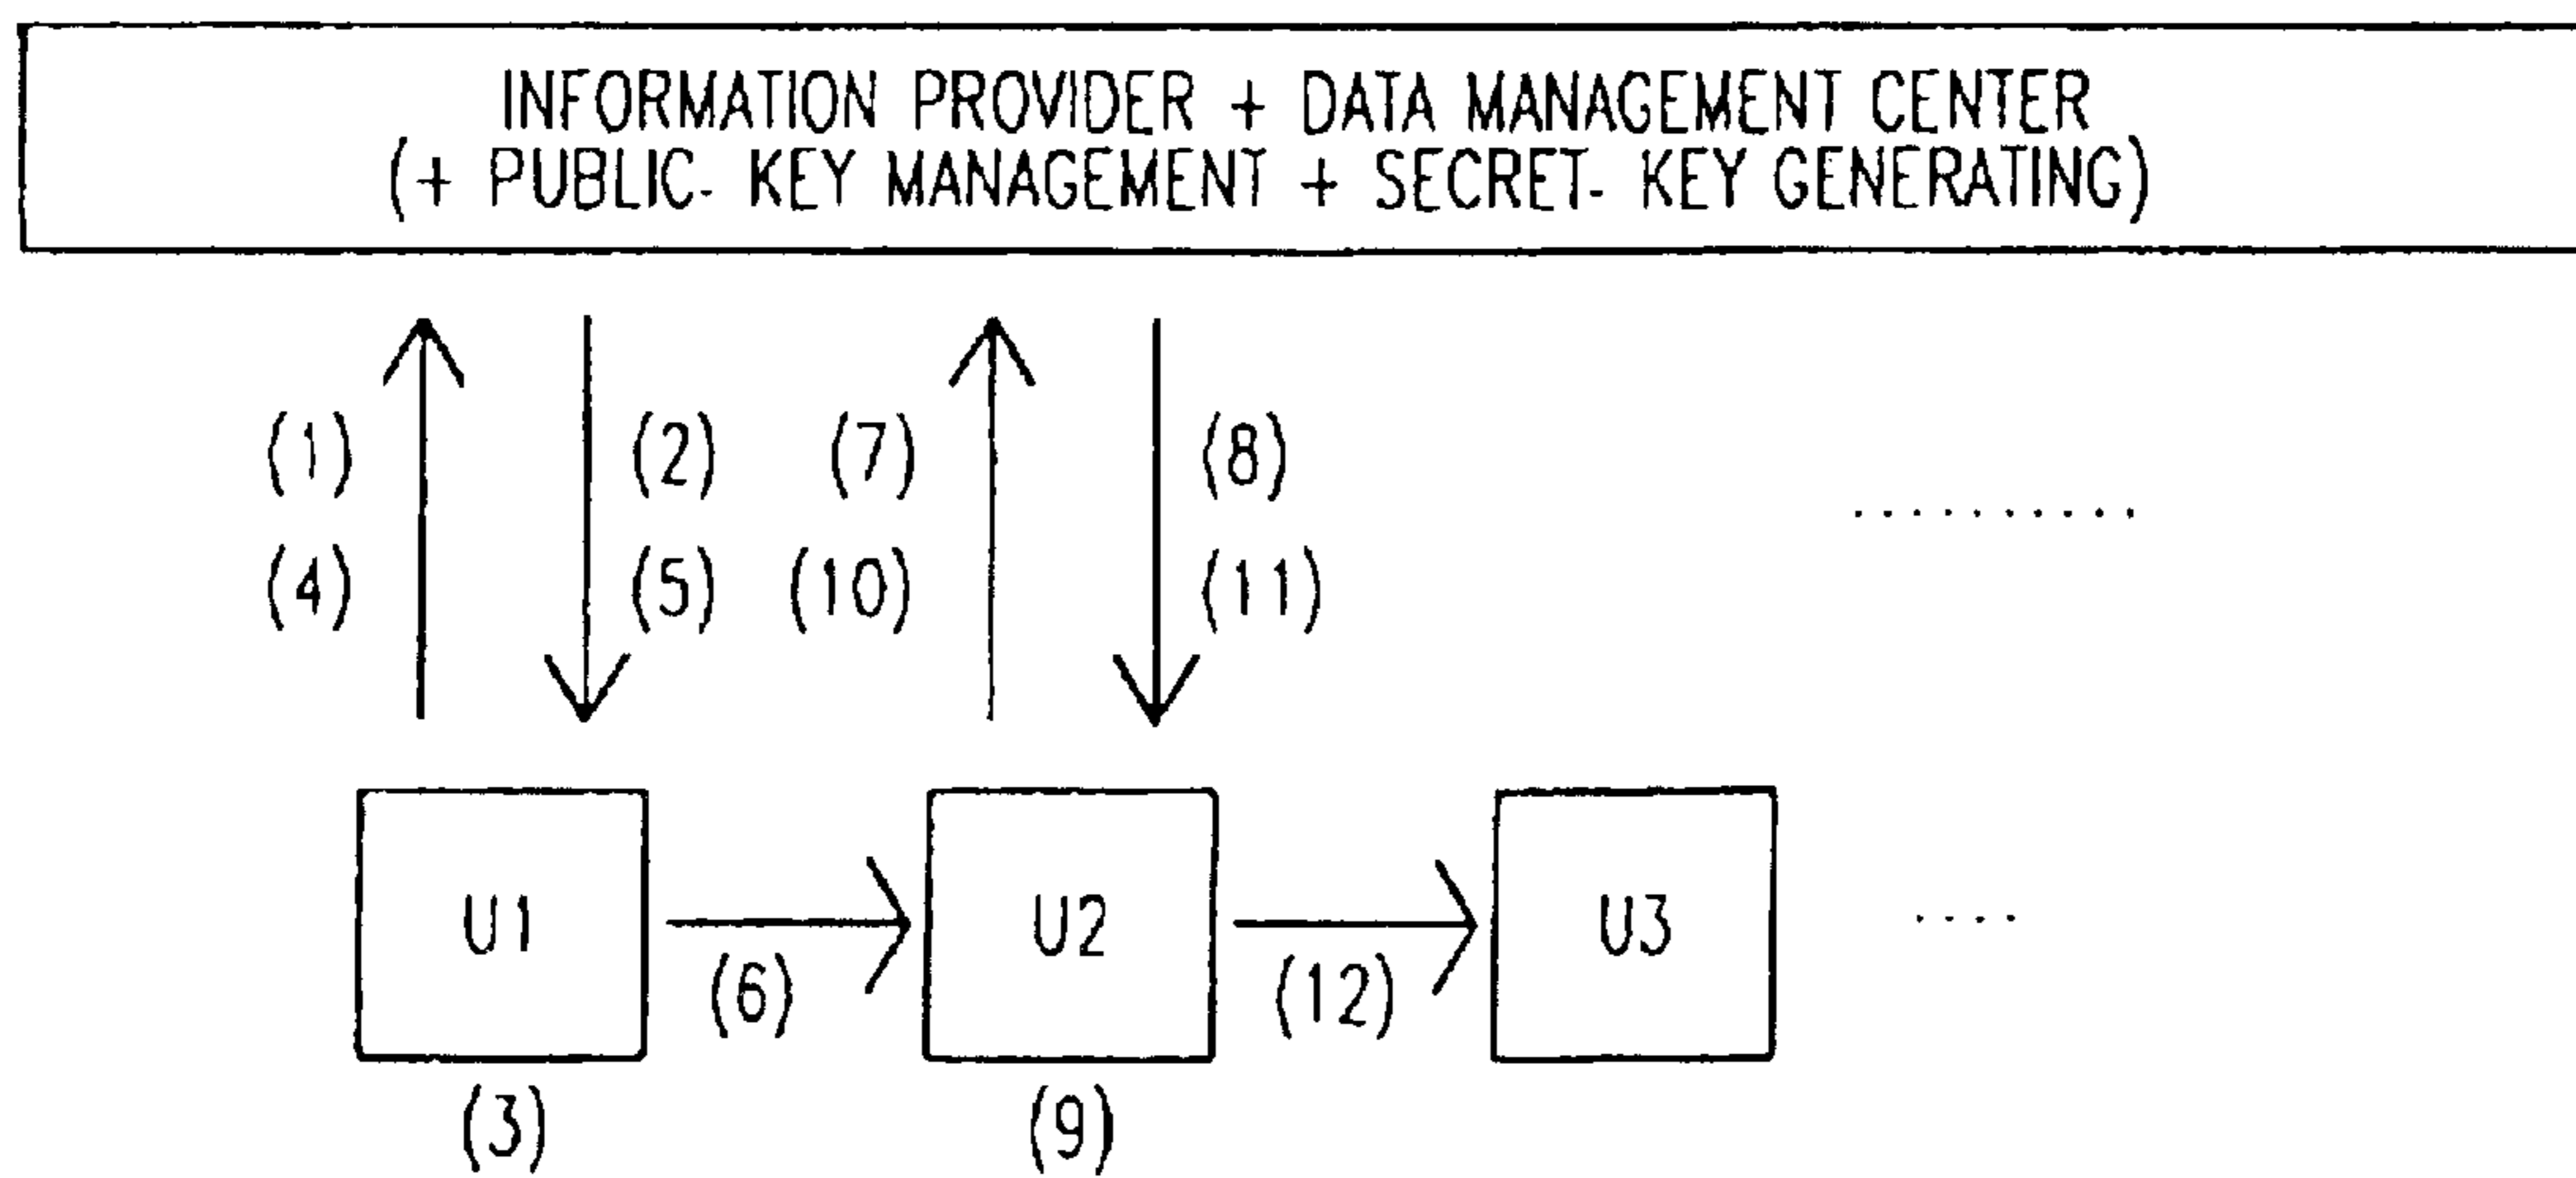 INFORMATION PROVIDER + DATA MANAGEMENT CENTER
(+ PUBLIC- KEY MANAGEMENT + SECRET- KEY GENERATING)
(1) (2) (7) (8)
..........
(4) (5) (10) (11)
U1 U2 U3 ....
(6) (12)
(3) (9)